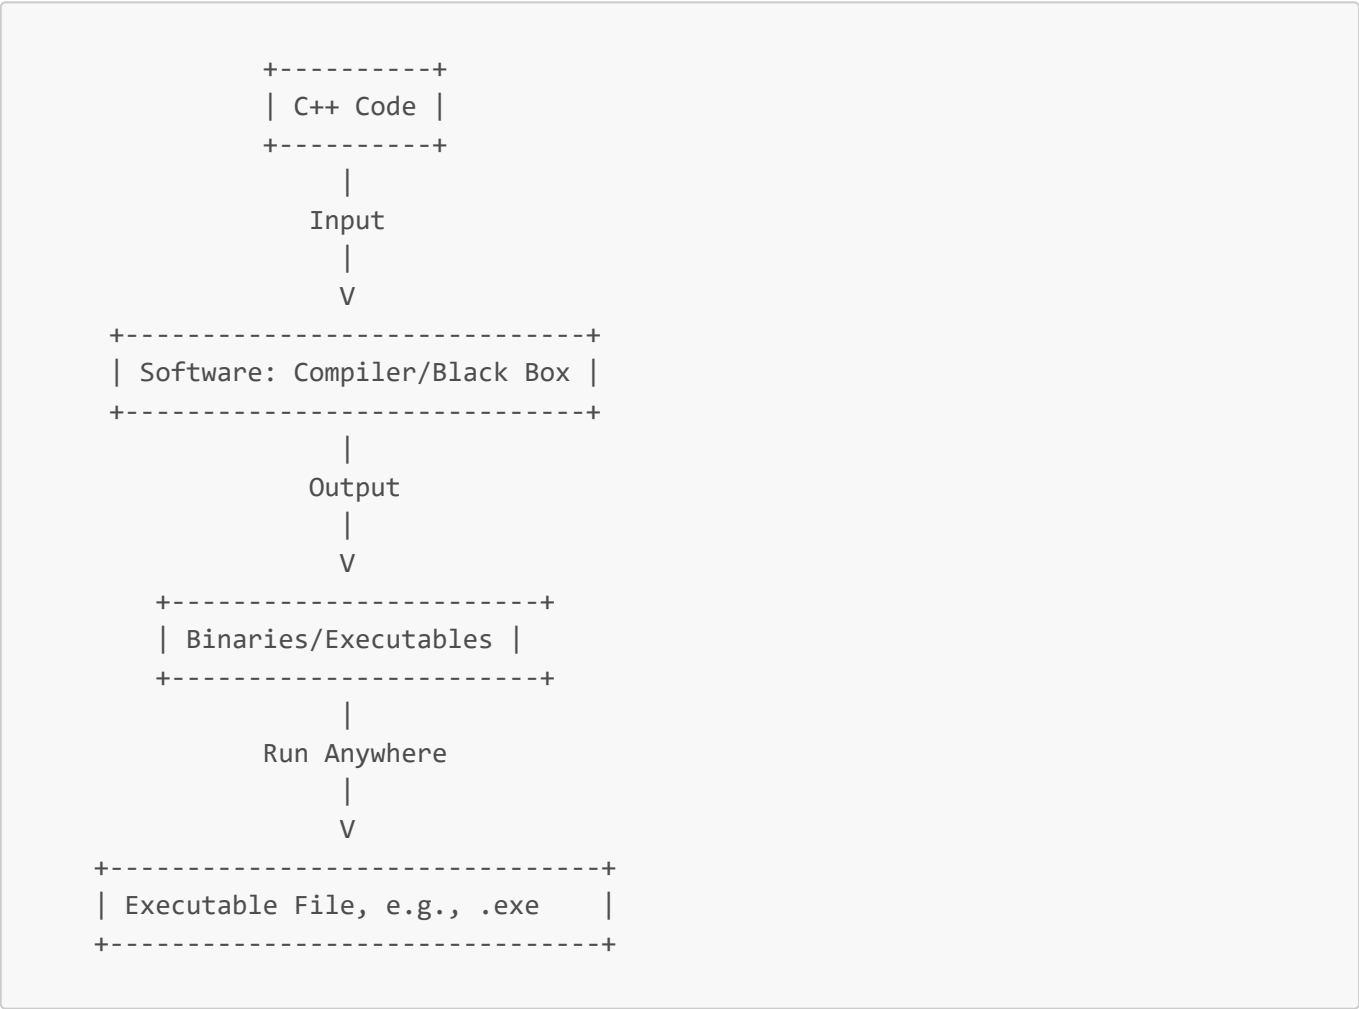 +----------+
            | C++ Code |
            +----------+
                 |
               Input
                 |
                 V
  +------------------------------+
  | Software: Compiler/Black Box |
  +------------------------------+
                 |
               Output
                 |
                 V
     +------------------------+
     | Binaries/Executables |
     +------------------------+
                 |
            Run Anywhere
                 |
                 V
 +--------------------------------+
 | Executable File, e.g., .exe    |
 +--------------------------------+